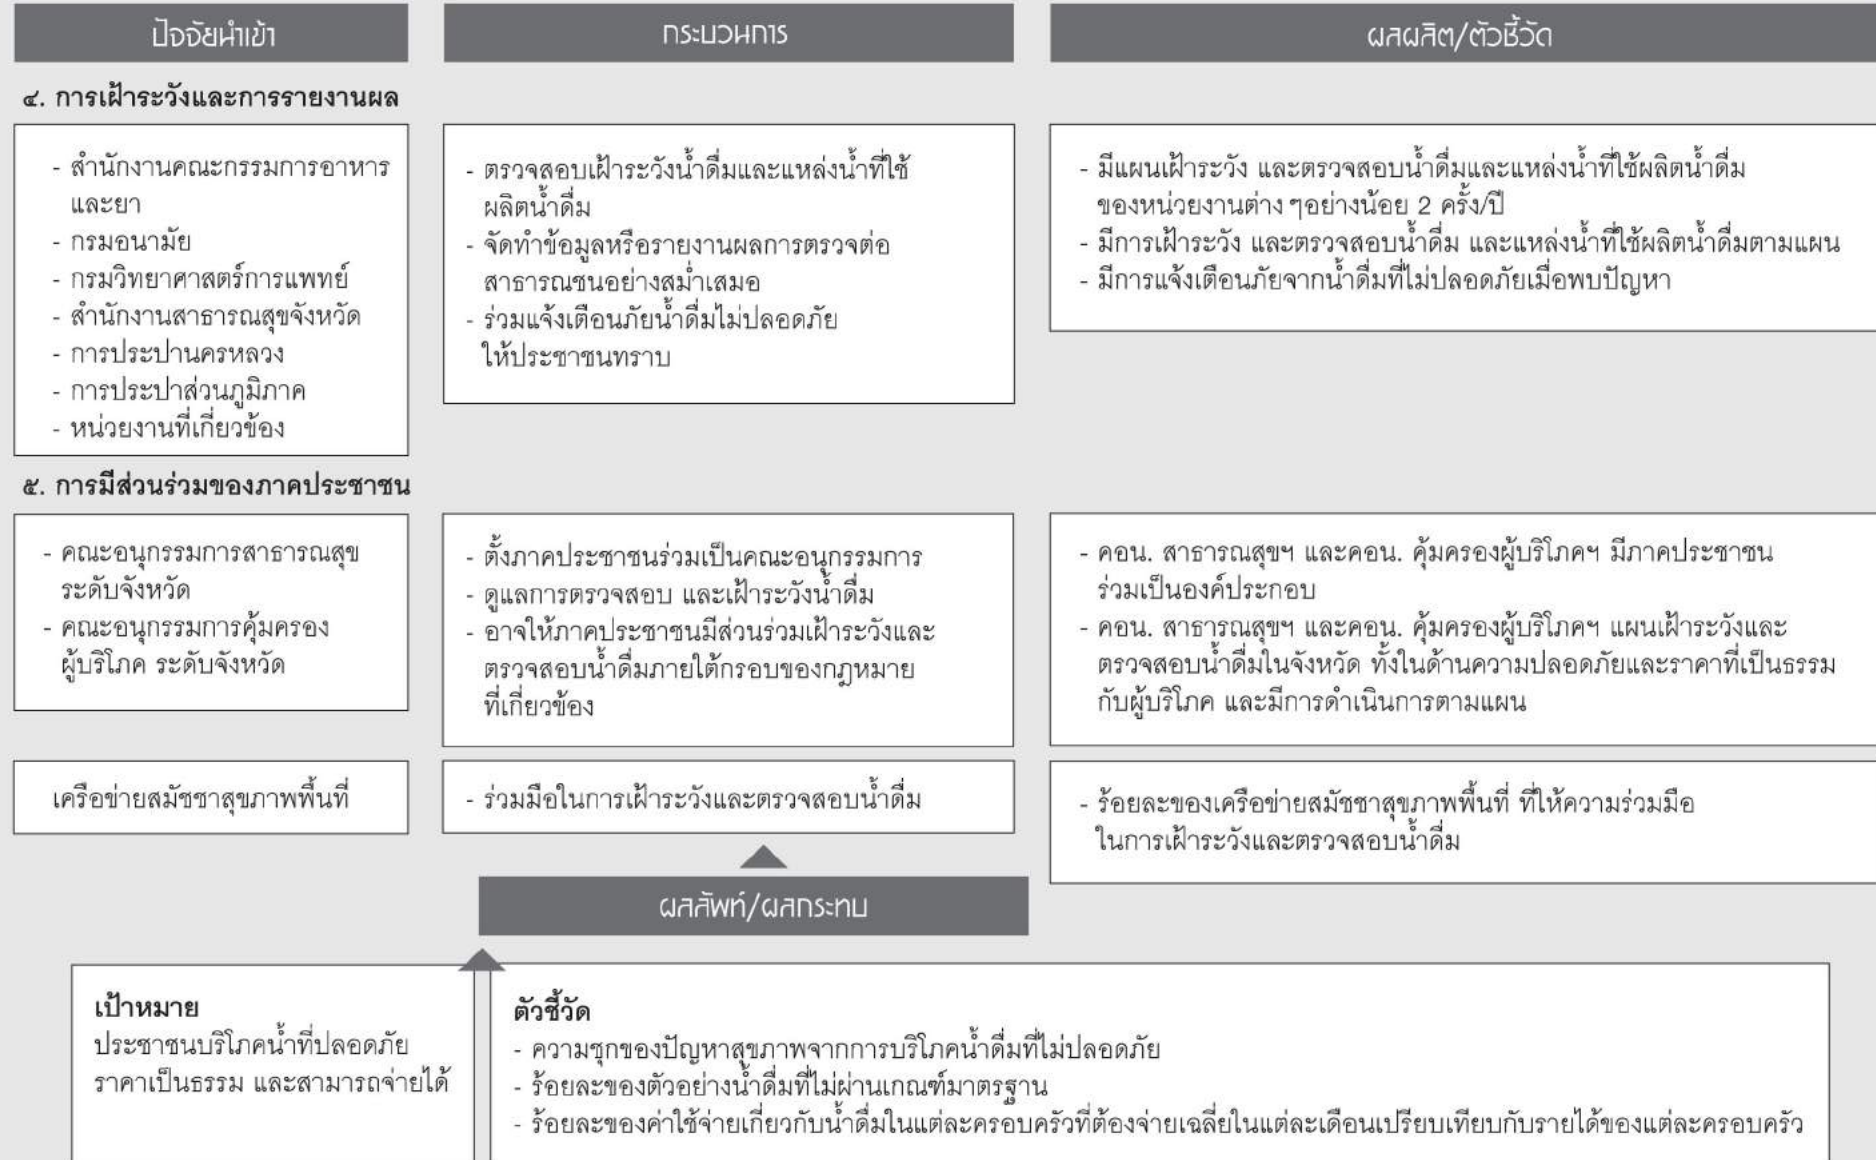 ปัจจัยนำเข้า
กระบวนการ
ผลผลิต/ตัวชี้วัด
๔. การเฝ้าระวังและการรายงานผล
- สำนักงานคณะกรรมการอาหาร
และยา
- กรมอนามัย
- กรมวิทยาศาสตร์การแพทย์
- สำนักงานสาธารณสุขจังหวัด
- การประปานครหลวง
- การประปาส่วนภูมิภาค
- หน่วยงานที่เกี่ยวข้อง
- ตรวจสอบเฝ้าระวังน้ำดื่มและแหล่งน้ำที่ใช้
ผลิตน้ำดื่ม
- จัดทำข้อมูลหรือรายงานผลการตรวจต่อ
สาธารณชนอย่างสม่ำเสมอ
- ร่วมแจ้งเตือนภัยน้ำดื่มไม่ปลอดภัย
ให้ประชาชนทราบ
- มีแผนเฝ้าระวัง และตรวจสอบน้ำดื่มและแหล่งน้ำที่ใช้ผลิตน้ำดื่ม
ของหน่วยงานต่าง ๆอย่างน้อย 2 ครั้ง/ปี
- มีการเฝ้าระวัง และตรวจสอบน้ำดื่ม และแหล่งน้ำที่ใช้ผลิตน้ำดื่มตามแผน
- มีการแจ้งเตือนภัยจากน้ำดื่มที่ไม่ปลอดภัยเมื่อพบปัญหา
๕. การมีส่วนร่วมของภาคประชาชน
- คณะอนุกรรมการสาธารณสุข
ระดับจังหวัด
- คณะอนุกรรมการคุ้มครอง
ผู้บริโภค ระดับจังหวัด
- ตั้งภาคประชาชนร่วมเป็นคณะอนุกรรมการ
- ดูแลการตรวจสอบ และเฝ้าระวังน้ำดื่ม
- อาจให้ภาคประชาชนมีส่วนร่วมเฝ้าระวังและ
ตรวจสอบน้ำดื่มภายใต้กรอบของกฎหมาย
ที่เกี่ยวข้อง
- คอน. สาธารณสุขฯ และคอน. คุ้มครองผู้บริโภคฯ มีภาคประชาชน
ร่วมเป็นองค์ประกอบ
- คอน. สาธารณสุขฯ และคอน. คุ้มครองผู้บริโภคฯ แผนเฝ้าระวังและ
ตรวจสอบน้ำดื่มในจังหวัด ทั้งในด้านความปลอดภัยและราคาที่เป็นธรรม
กับผู้บริโภค และมีการดำเนินการตามแผน
เครือข่ายสมัชชาสุขภาพพื้นที่
- ร่วมมือในการเฝ้าระวังและตรวจสอบน้ำดื่ม
- ร้อยละของเครือข่ายสมัชชาสุขภาพพื้นที่ ที่ให้ความร่วมมือ
ในการเฝ้าระวังและตรวจสอบน้ำดื่ม
ผลลัพท์/ผลกระทบ
เป้าหมาย
ประชาชนบริโภคน้ำที่ปลอดภัย
ราคาเป็นธรรม และสามารถจ่ายได้
ตัวชี้วัด
- ความชุกของปัญหาสุขภาพจากการบริโภคน้ำดื่มที่ไม่ปลอดภัย
- ร้อยละของตัวอย่างน้ำดื่มที่ไม่ผ่านเกณฑ์มาตรฐาน
- ร้อยละของค่าใช้จ่ายเกี่ยวกับน้ำดื่มในแต่ละครอบครัวที่ต้องจ่ายเฉลี่ยในแต่ละเดือนเปรียบเทียบกับรายได้ของแต่ละครอบครัว